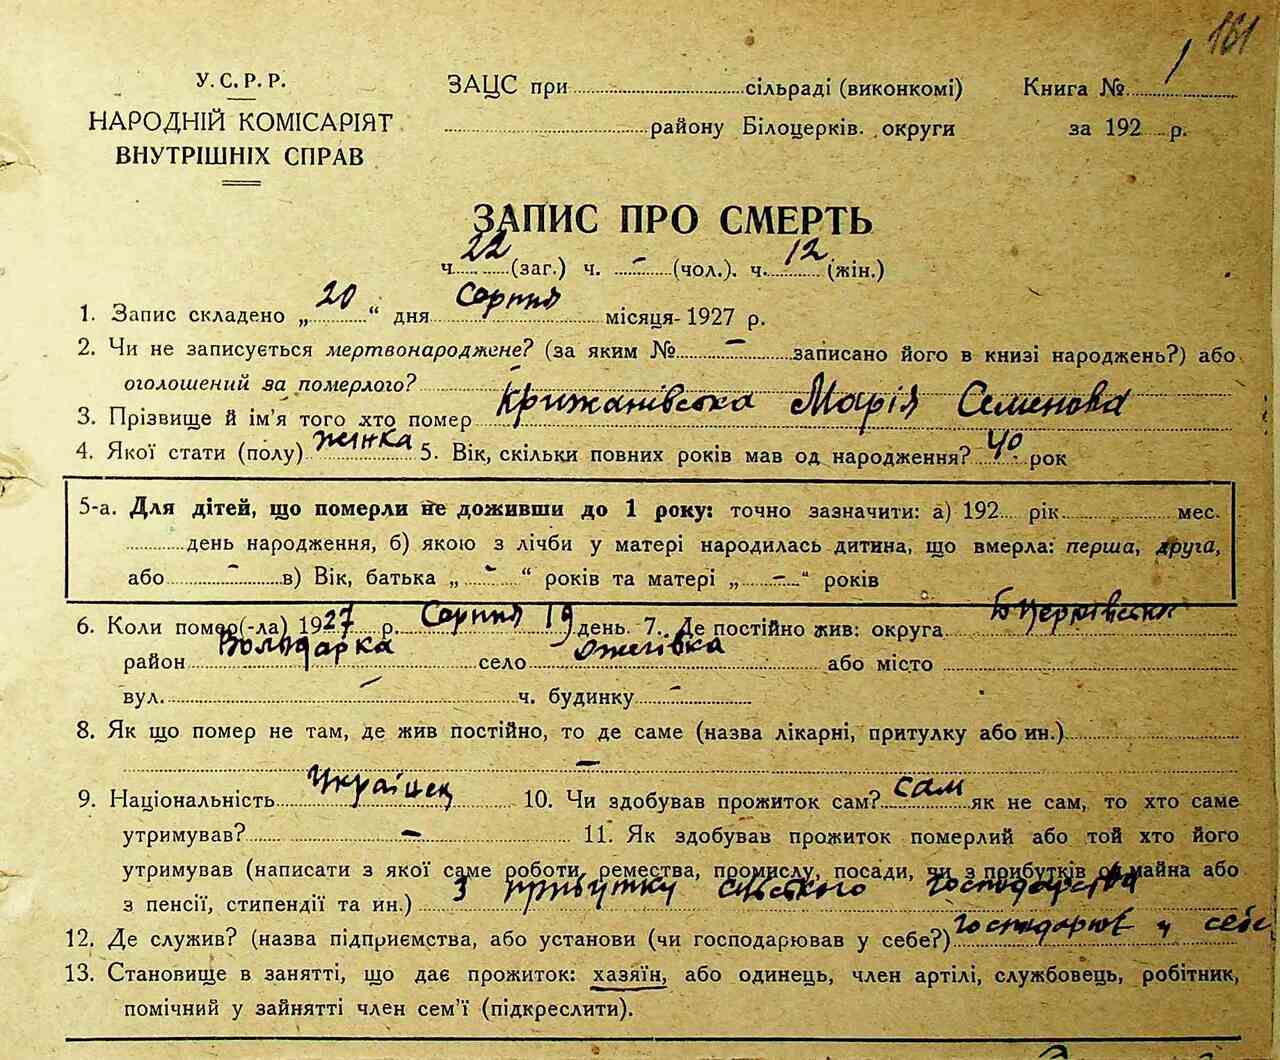 161
У.С.Р.Р.
НАРОДНІЙ КОМІСАРІЯТ
ВНУТРІШНІХ СПРАВ
ЗАЦС при ........ сільраді (виконкомі)
........ району Білоцерків. округи
Книга № 1
за 192 .... р.
ЗАПИС ПРО СМЕРТЬ
ч. 22 (заг.) ч. - (чол.). ч. 12 (жін.)
1. Запис складено „ 20 “ дня Серпня місяця 1927 р.
2. Чи не записується мертвонароджене? (за яким № - записано його в книзі народжень?) або
оголошений за померлого? -
3. Прізвище й ім'я того хто помер Крижанівська Марія Семенова
4. Якої стати (полу) жінка 5. Вік, скільки повних років мав од народження? 40 рок
5-а. Для дітей, що померли не доживши до 1 року: точно зазначити: а) 192.... рік ........ мес.
........ день народження, б) якою з лічби у матері народилась дитина, що вмерла: перша, друга,
або - в) Вік, батька „ - “ років та матері „ - “ років
6. Коли помер(-ла) 1927 р. Серпня 19 день. 7. Де постійно жив: округа Б Церківська
район Володарка село Ожегівка або місто ........
вул. - ч. будинку -
8. Як що помер не там, де жив постійно, то де саме (назва лікарні, притулку або ин.) ........
-
9. Національність Українец 10. Чи здобував прожиток сам? сам як не сам, то хто саме
утримував? - 11. Як здобував прожиток померлий або той хто його
утримував (написати з якої саме роботи, ремества, промислу, посади, чи з прибутків од майна або
з пенсії, стипендії та ин.) З прибутку сільского господарства
12. Де служив? (назва підприємства, або установи (чи господарював у себе?) господарював у себе
13. Становище в занятті, що дає прожиток: хазяїн, або одинець, член артілі, службовець, робітник,
помічний у зайнятті член сем'ї (підкреслити).